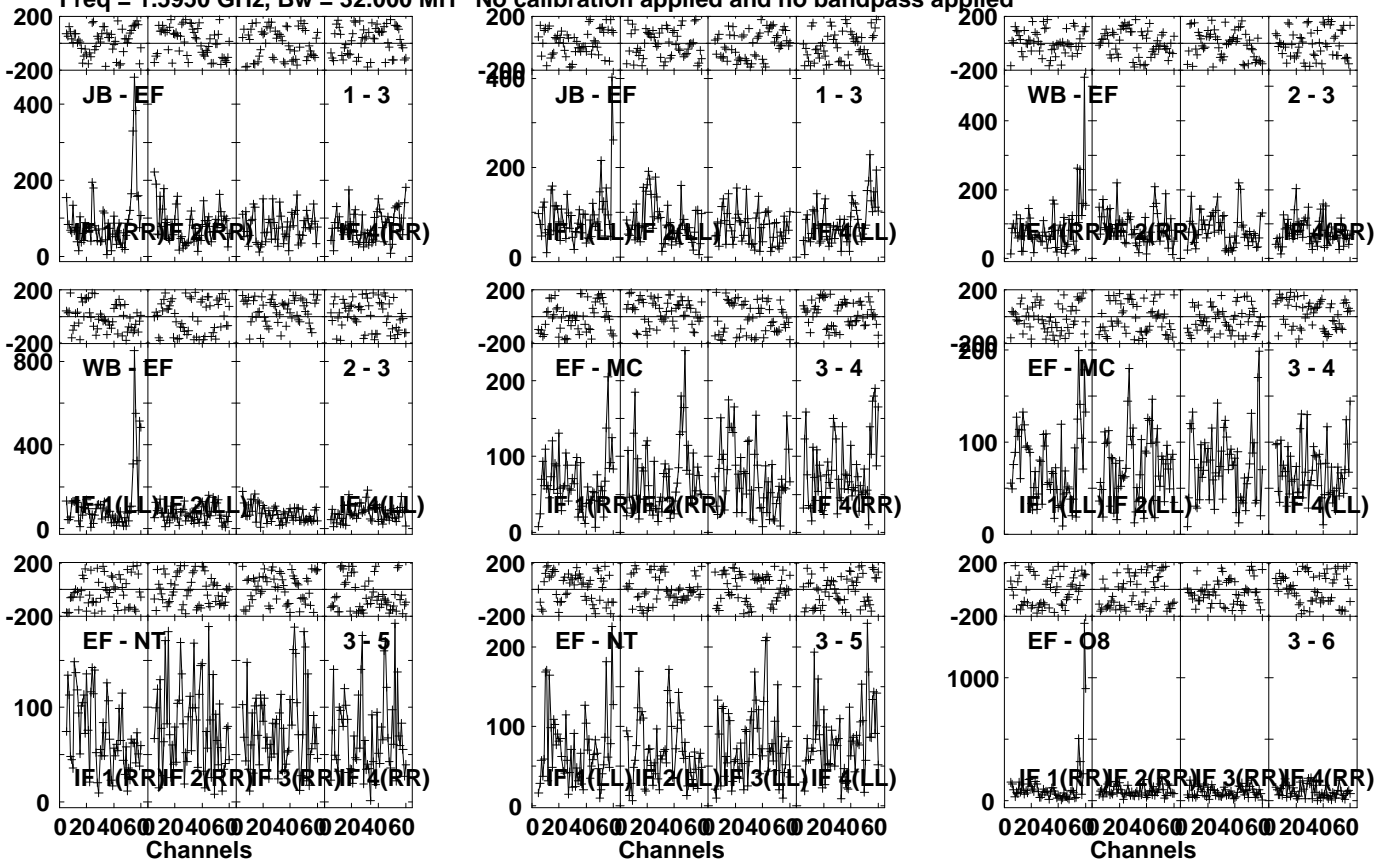 Freq = 1.5950 GHz, Bw = 32.000 MH No calibration applied and no bandpass applied
200
-200
JB - EF 1 - 3
400
200
0
IF 1(RR) IF 2(RR) IF 4(RR)
200
-200
400
JB - EF 1 - 3
200
0
IF 1(LL) IF 2(LL) IF 4(LL)
200
-200
WB - EF 2 - 3
400
200
0
IF 1(RR) IF 2(RR) IF 4(RR)
200
-200
800
WB - EF 2 - 3
400
0
IF 1(LL) IF 2(LL) IF 4(LL)
200
-200
EF - MC 3 - 4
200
100
0
IF 1(RR) IF 2(RR) IF 4(RR)
200
-200
200
EF - MC 3 - 4
100
0
IF 1(LL) IF 2(LL) IF 4(LL)
200
-200
EF - NT 3 - 5
100
0
IF 1(RR) IF 2(RR) IF 3(RR) IF 4(RR)
0 20 40 60 0 20 40 60 0 20 40 60 0 20 40 60
Channels
200
-200
EF - NT 3 - 5
200
100
0
IF 1(LL) IF 2(LL) IF 3(LL) IF 4(LL)
0 20 40 60 0 20 40 60 0 20 40 60 0 20 40 60
Channels
200
-200
EF - O8 3 - 6
1000
0
IF 1(RR) IF 2(RR) IF 3(RR) IF 4(RR)
0 20 40 60 0 20 40 60 0 20 40 60 0 20 40 60
Channels